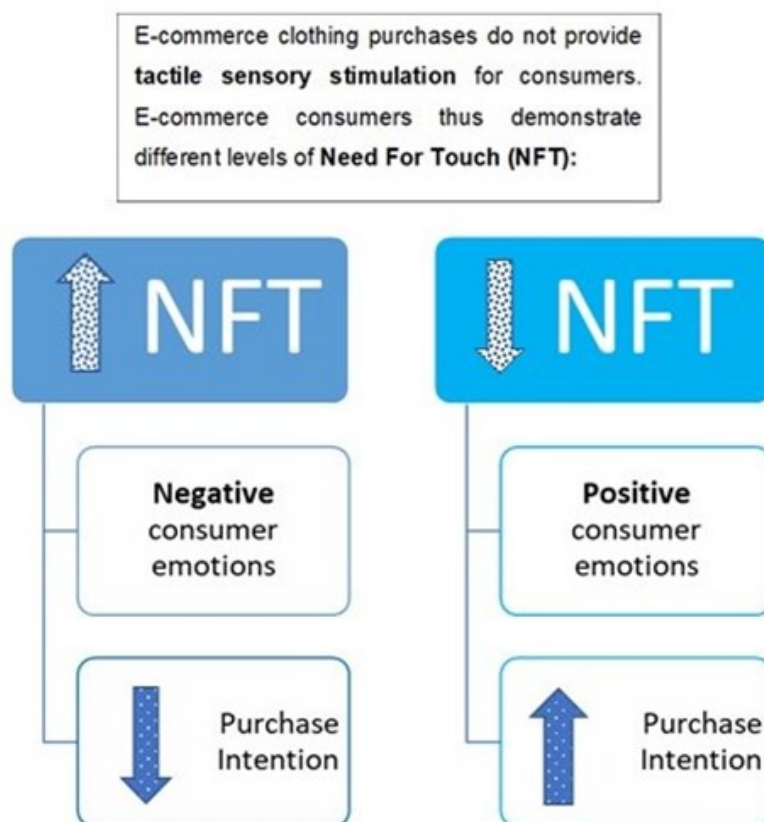 E-commerce clothing purchases do not provide
tactile sensory stimulation for consumers.
E-commerce consumers thus demonstrate
different levels of Need For Touch (NFT):
NFT
Negative
consumer
emotions
Purchase
Intention
NFT
Positive
consumer
emotions
Purchase
Intention